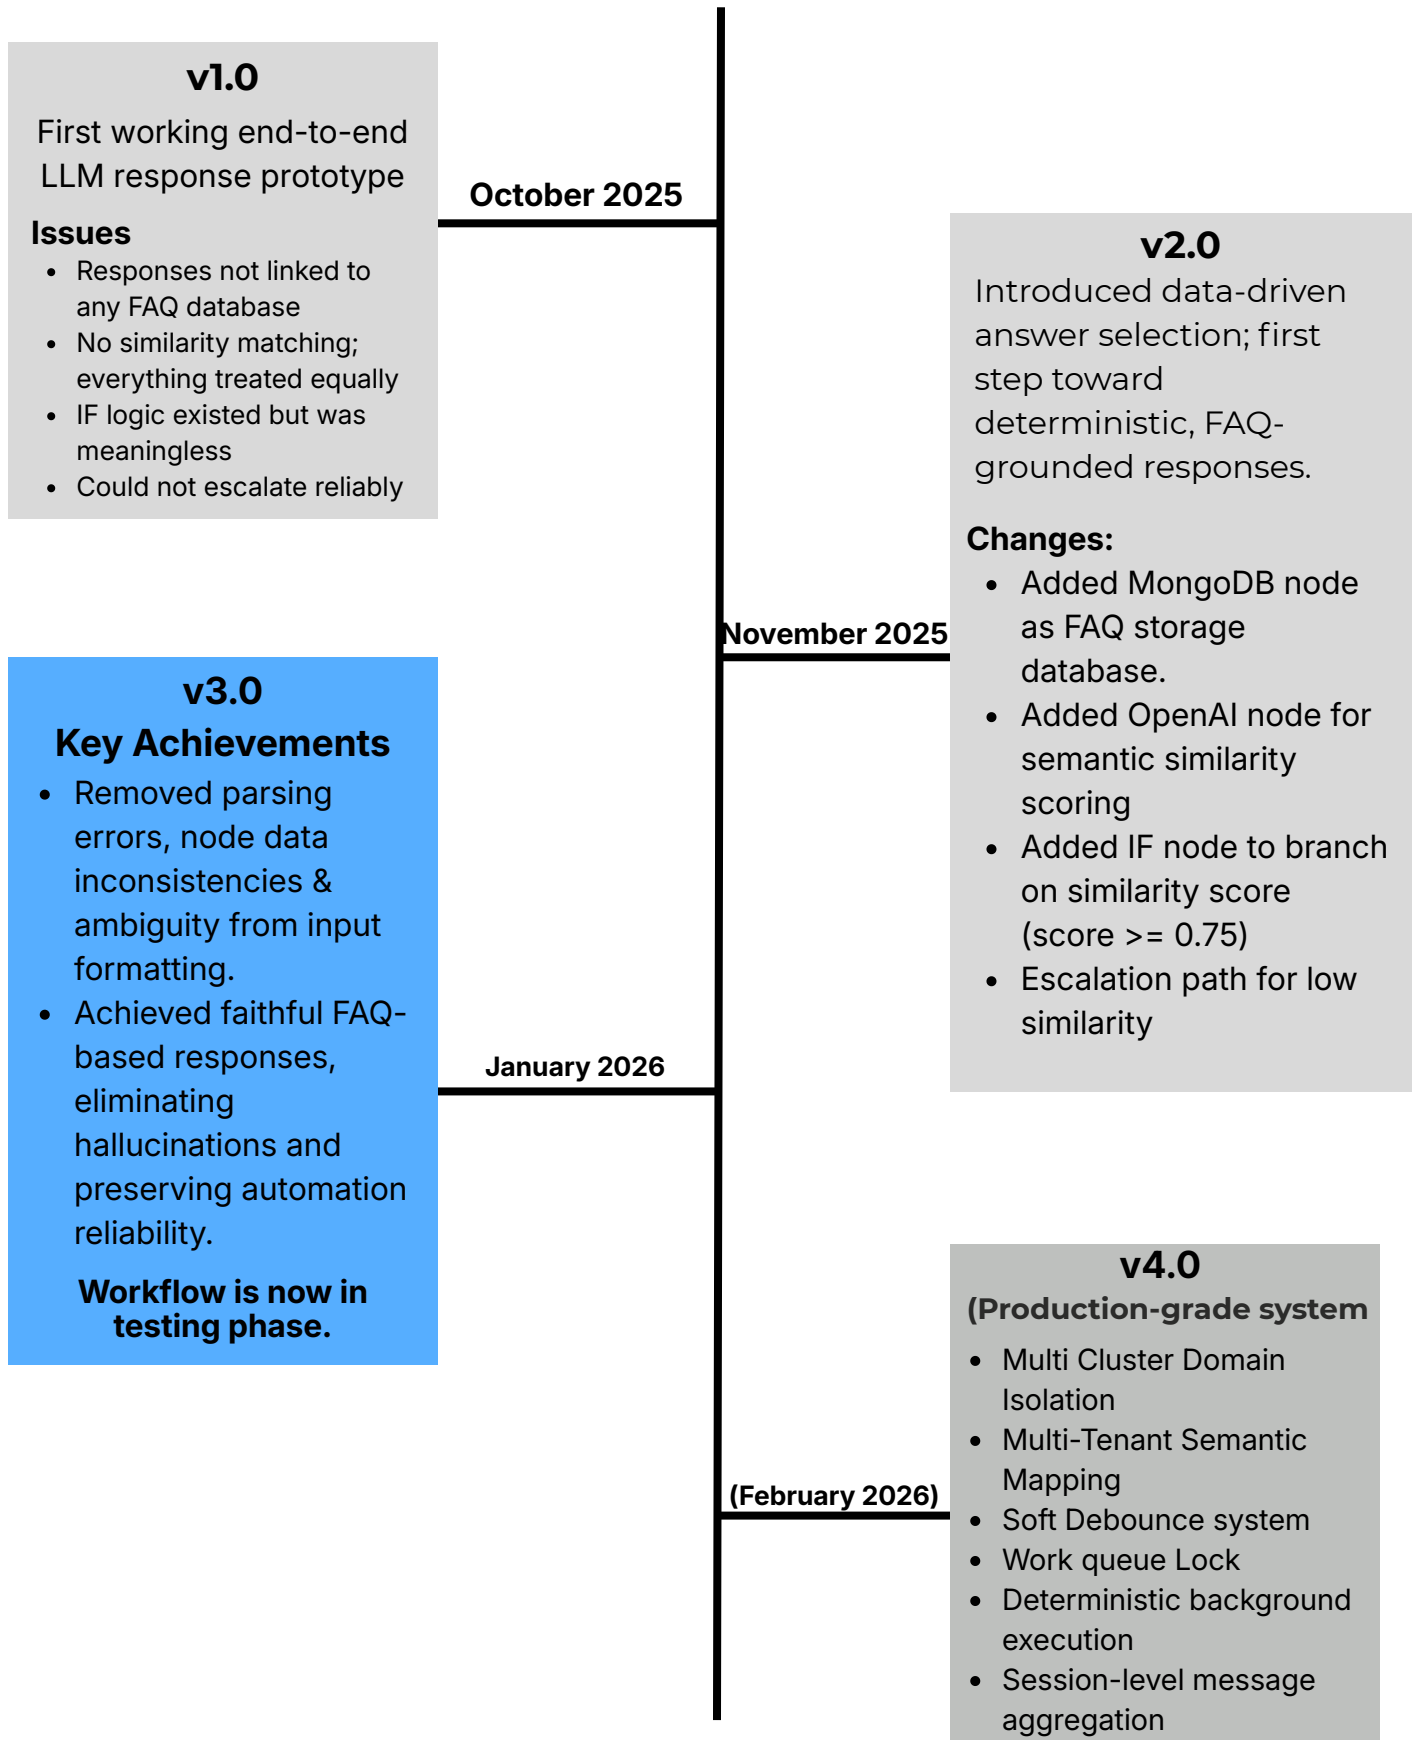 v1.0
First working end-to-end
LLM response prototype
Issues
• Responses not linked to
any FAQ database
• No similarity matching;
everything treated equally
• IF logic existed but was
meaningless
• Could not escalate reliably
October 2025
v2.0
Introduced data-driven
answer selection; first
step toward
deterministic, FAQ-
grounded responses.
Changes:
• Added MongoDB node
as FAQ storage
database.
• Added OpenAI node for
semantic similarity
scoring
• Added IF node to branch
on similarity score
(score >= 0.75)
• Escalation path for low
similarity
November 2025
v3.0
Key Achievements
• Removed parsing
errors, node data
inconsistencies &
ambiguity from input
formatting.
• Achieved faithful FAQ-
based responses,
eliminating
hallucinations and
preserving automation
reliability.
Workflow is now in
testing phase.
January 2026
v4.0
(Production-grade system
• Multi Cluster Domain
Isolation
• Multi-Tenant Semantic
Mapping
• Soft Debounce system
• Work queue Lock
• Deterministic background
execution
• Session-level message
aggregation
(February 2026)